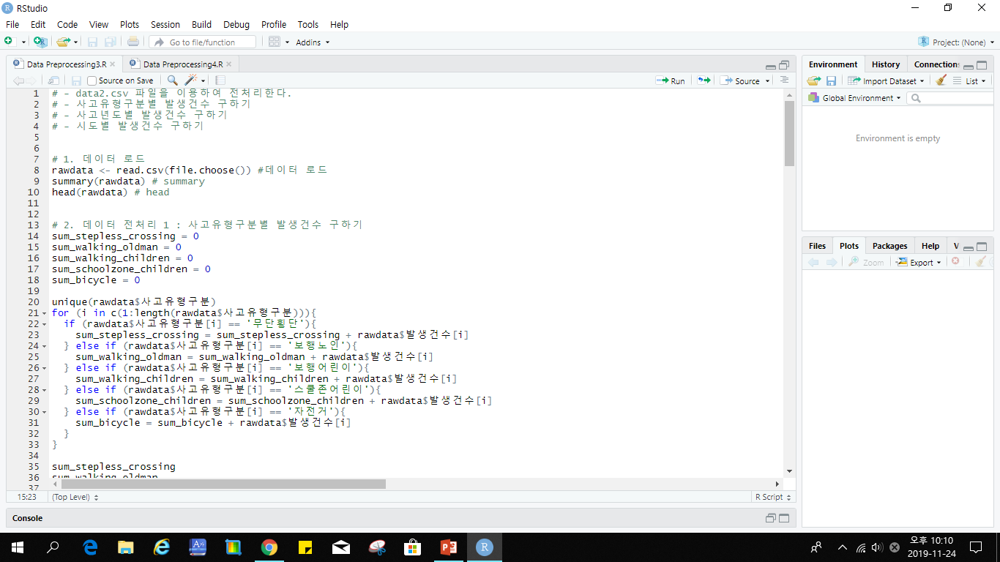 RStudio
File Edit Code View Plots Session Build Debug Profile Tools Help
Go to file/function Addins Project: (None)
Data Preprocessing3.R Data Preprocessing4.R
Source on Save Run Source
1 # - data2.csv 파일을 이용하여 전처리한다.
2 # - 사고유형구분별 발생건수 구하기
3 # - 사고년도별 발생건수 구하기
4 # - 시도별 발생건수 구하기
5
6
7 # 1. 데이터 로드
8 rawdata <- read.csv(file.choose()) #데이터 로드
9 summary(rawdata) # summary
10 head(rawdata) # head
11
12
13 # 2. 데이터 전처리 1 : 사고유형구분별 발생건수 구하기
14 sum_stepless_crossing = 0
15 sum_walking_oldman = 0
16 sum_walking_children = 0
17 sum_schoolzone_children = 0
18 sum_bicycle = 0
19
20 unique(rawdata$사고유형구분)
21 for (i in c(1:length(rawdata$사고유형구분))){
22 if (rawdata$사고유형구분[i] == '무단횡단'){
23 sum_stepless_crossing = sum_stepless_crossing + rawdata$발생건수[i]
24 } else if (rawdata$사고유형구분[i] == '보행노인'){
25 sum_walking_oldman = sum_walking_oldman + rawdata$발생건수[i]
26 } else if (rawdata$사고유형구분[i] == '보행어린이'){
27 sum_walking_children = sum_walking_children + rawdata$발생건수[i]
28 } else if (rawdata$사고유형구분[i] == '스쿨존어린이'){
29 sum_schoolzone_children = sum_schoolzone_children + rawdata$발생건수[i]
30 } else if (rawdata$사고유형구분[i] == '자전거'){
31 sum_bicycle = sum_bicycle + rawdata$발생건수[i]
32 }
33 }
34
35 sum_stepless_crossing
36 sum_walking_oldman
37
15:23 (Top Level) R Script
Console
Environment History Connections
Import Dataset List
Global Environment
Environment is empty
Files Plots Packages Help V
Zoom Export
오후 10:10
2019-11-24